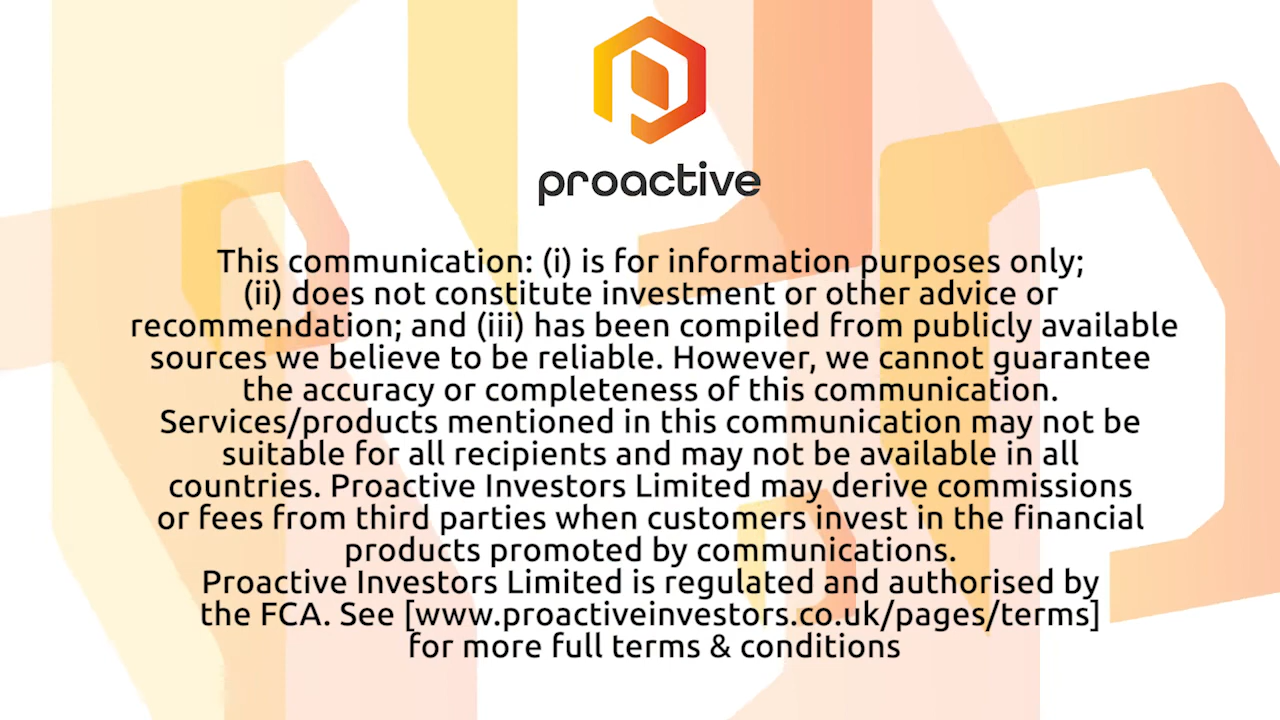 proactive
This communication: (i) is for information purposes only;
(ii) does not constitute investment or other advice or
recommendation; and (iii) has been compiled from publicly available
sources we believe to be reliable. However, we cannot guarantee
the accuracy or completeness of this communication.
Services/products mentioned in this communication may not be
suitable for all recipients and may not be available in all
countries. Proactive Investors Limited may derive commissions
or fees from third parties when customers invest in the financial
products promoted by communications.
Proactive Investors Limited is regulated and authorised by
the FCA. See [www.proactiveinvestors.co.uk/pages/terms]
for more full terms & conditions